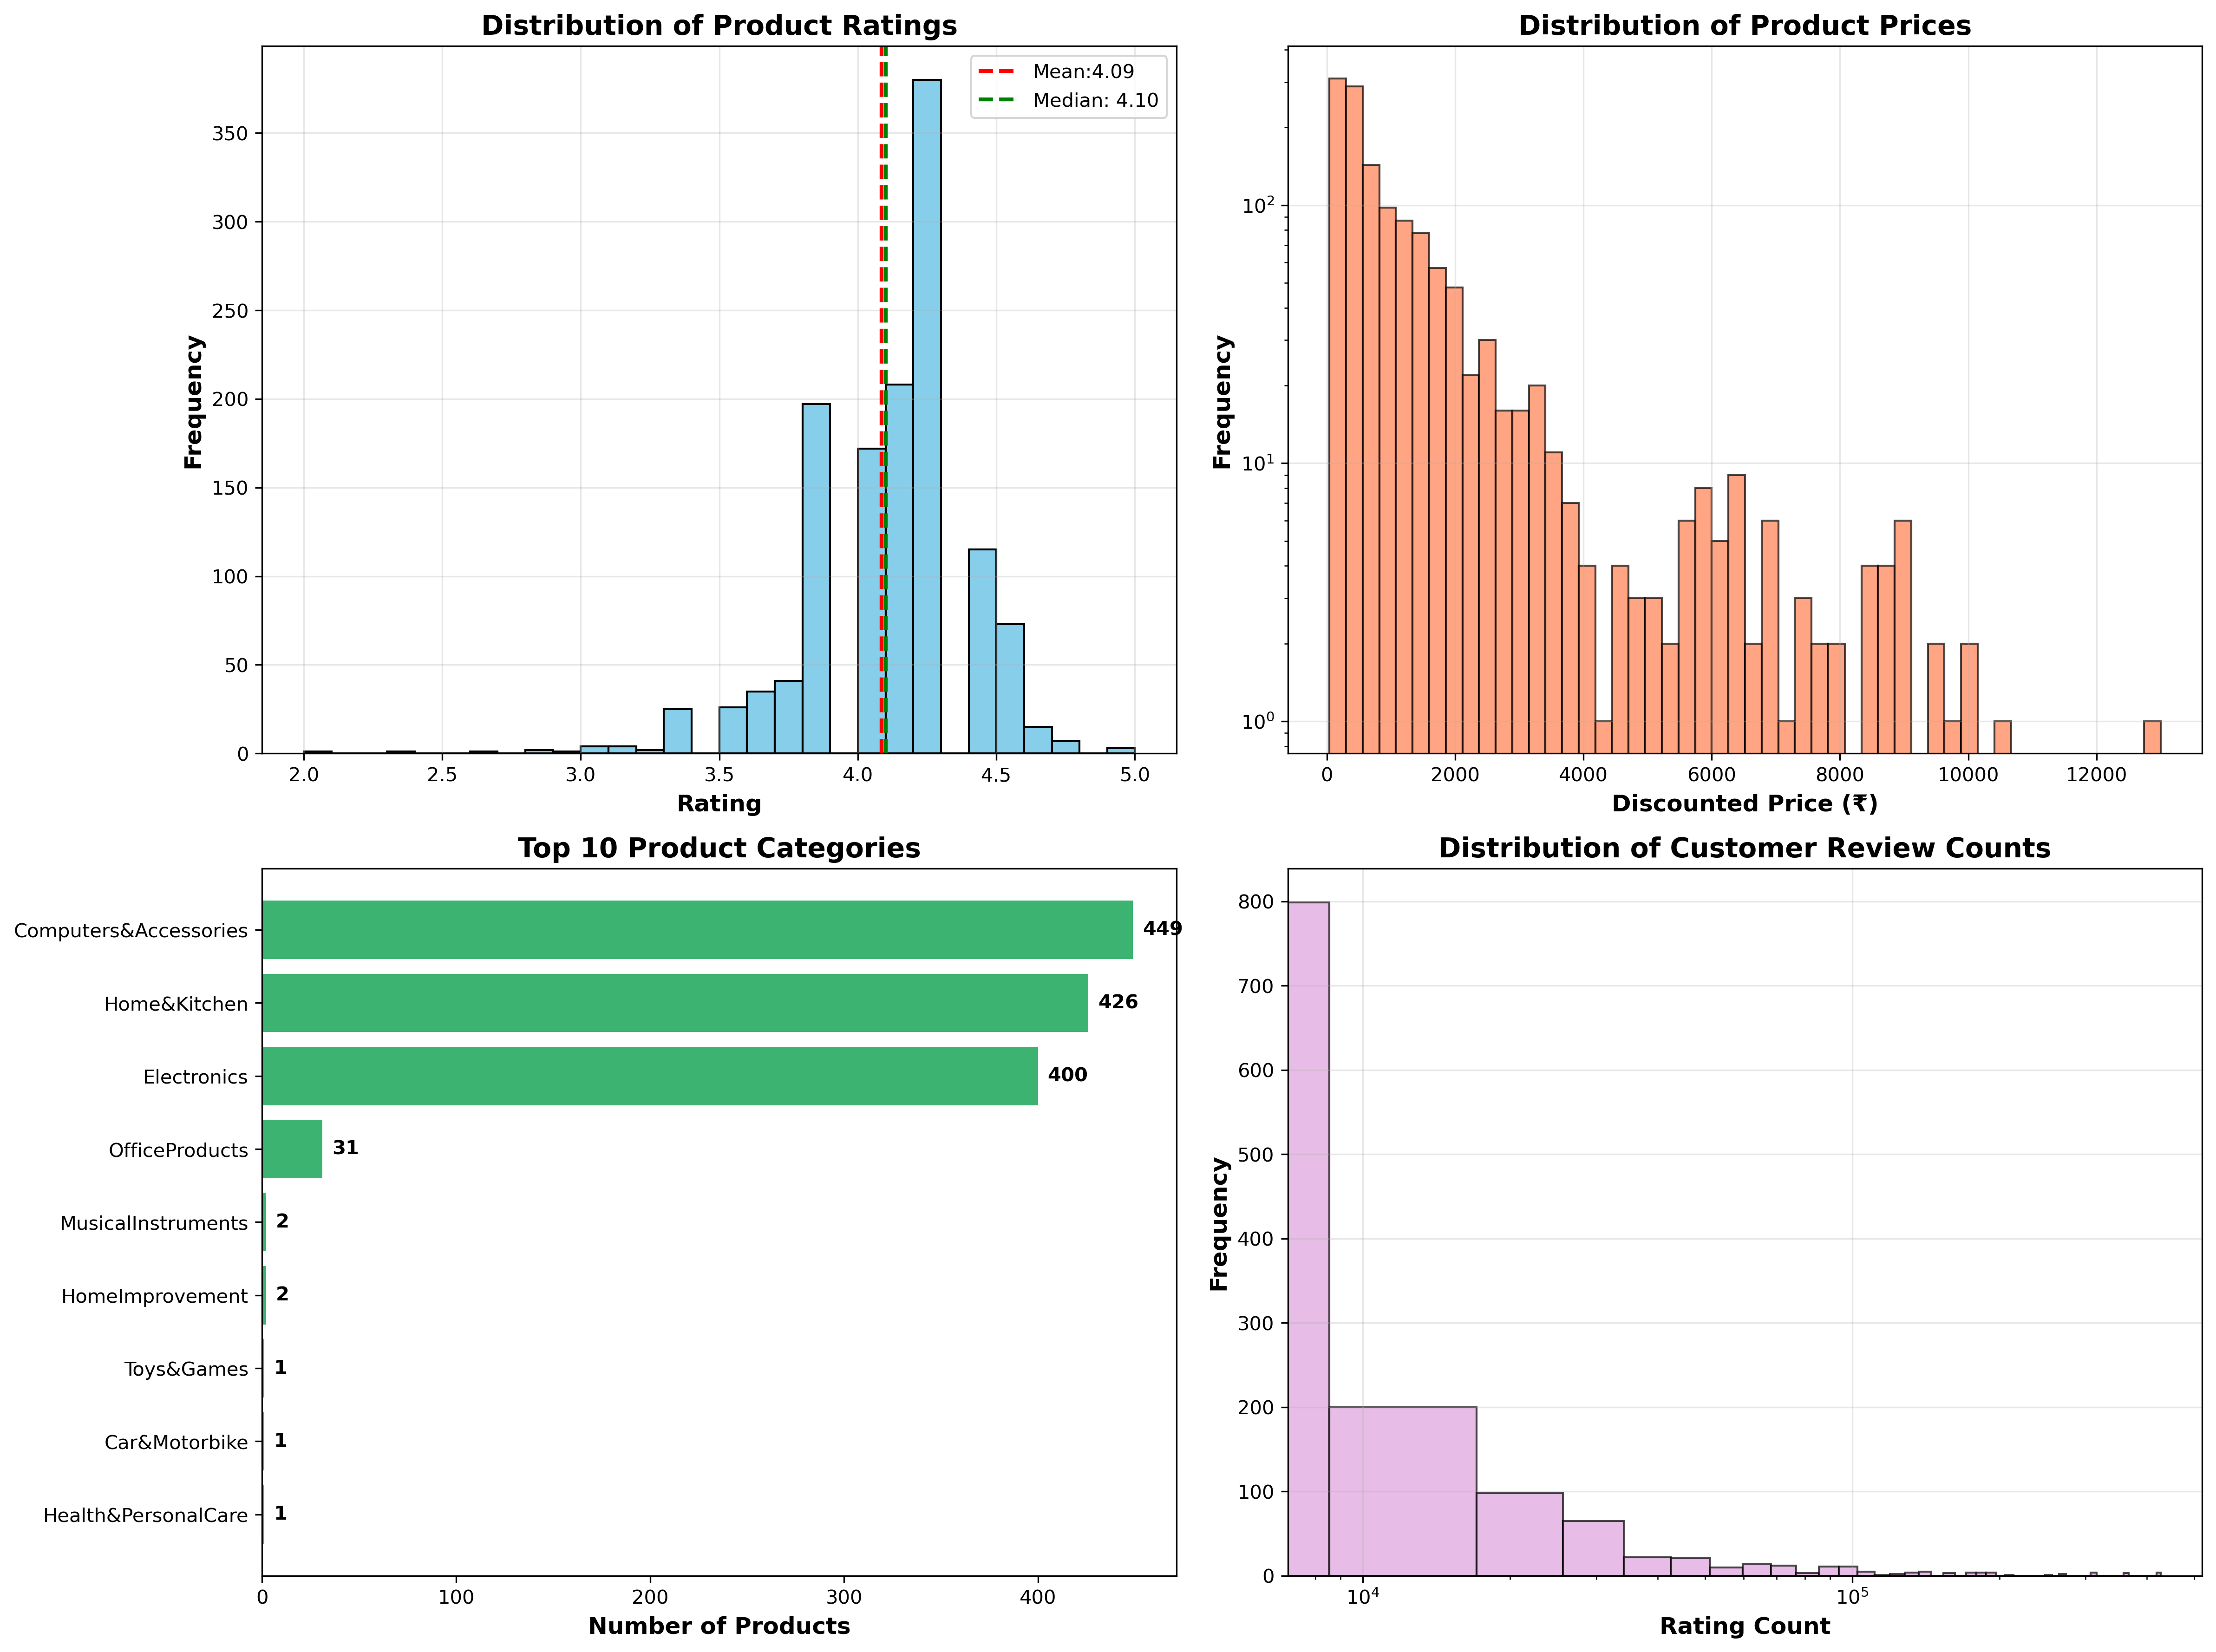 Distribution of Product Ratings
Mean:4.09
Median: 4.10
350
300
250
200
150
100
50
0
Frequency
2.0 2.5 3.0 3.5 4.0 4.5 5.0
Rating
Distribution of Product Prices
10²
10¹
10⁰
Frequency
0 2000 4000 6000 8000 10000 12000
Discounted Price (₹)
Top 10 Product Categories
Computers&Accessories 449
Home&Kitchen 426
Electronics 400
OfficeProducts 31
MusicalInstruments 2
HomeImprovement 2
Toys&Games 1
Car&Motorbike 1
Health&PersonalCare 1
0 100 200 300 400
Number of Products
Distribution of Customer Review Counts
800
700
600
500
400
300
200
100
0
Frequency
10⁴ 10⁵
Rating Count